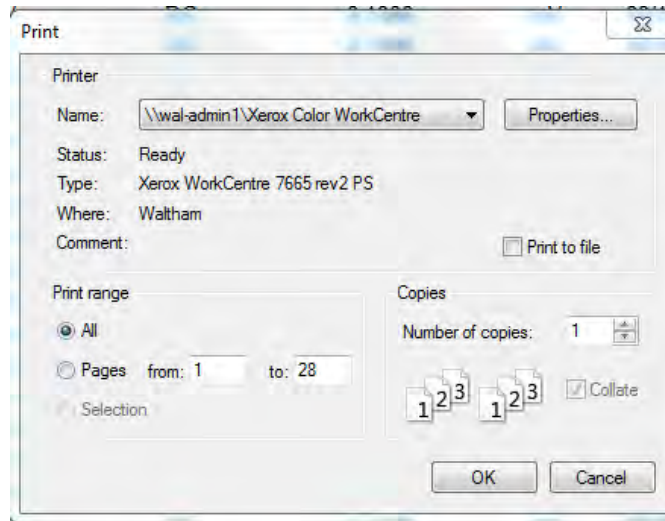 Print
Printer
Name: \\wal-admin1\Xerox Color WorkCentre Properties...
Status: Ready
Type: Xerox WorkCentre 7665 rev2 PS
Where: Waltham
Comment: Print to file
Print range
All
Pages from: 1 to: 28
Selection
Copies
Number of copies: 1
1 2 3 1 2 3 Collate
OK Cancel